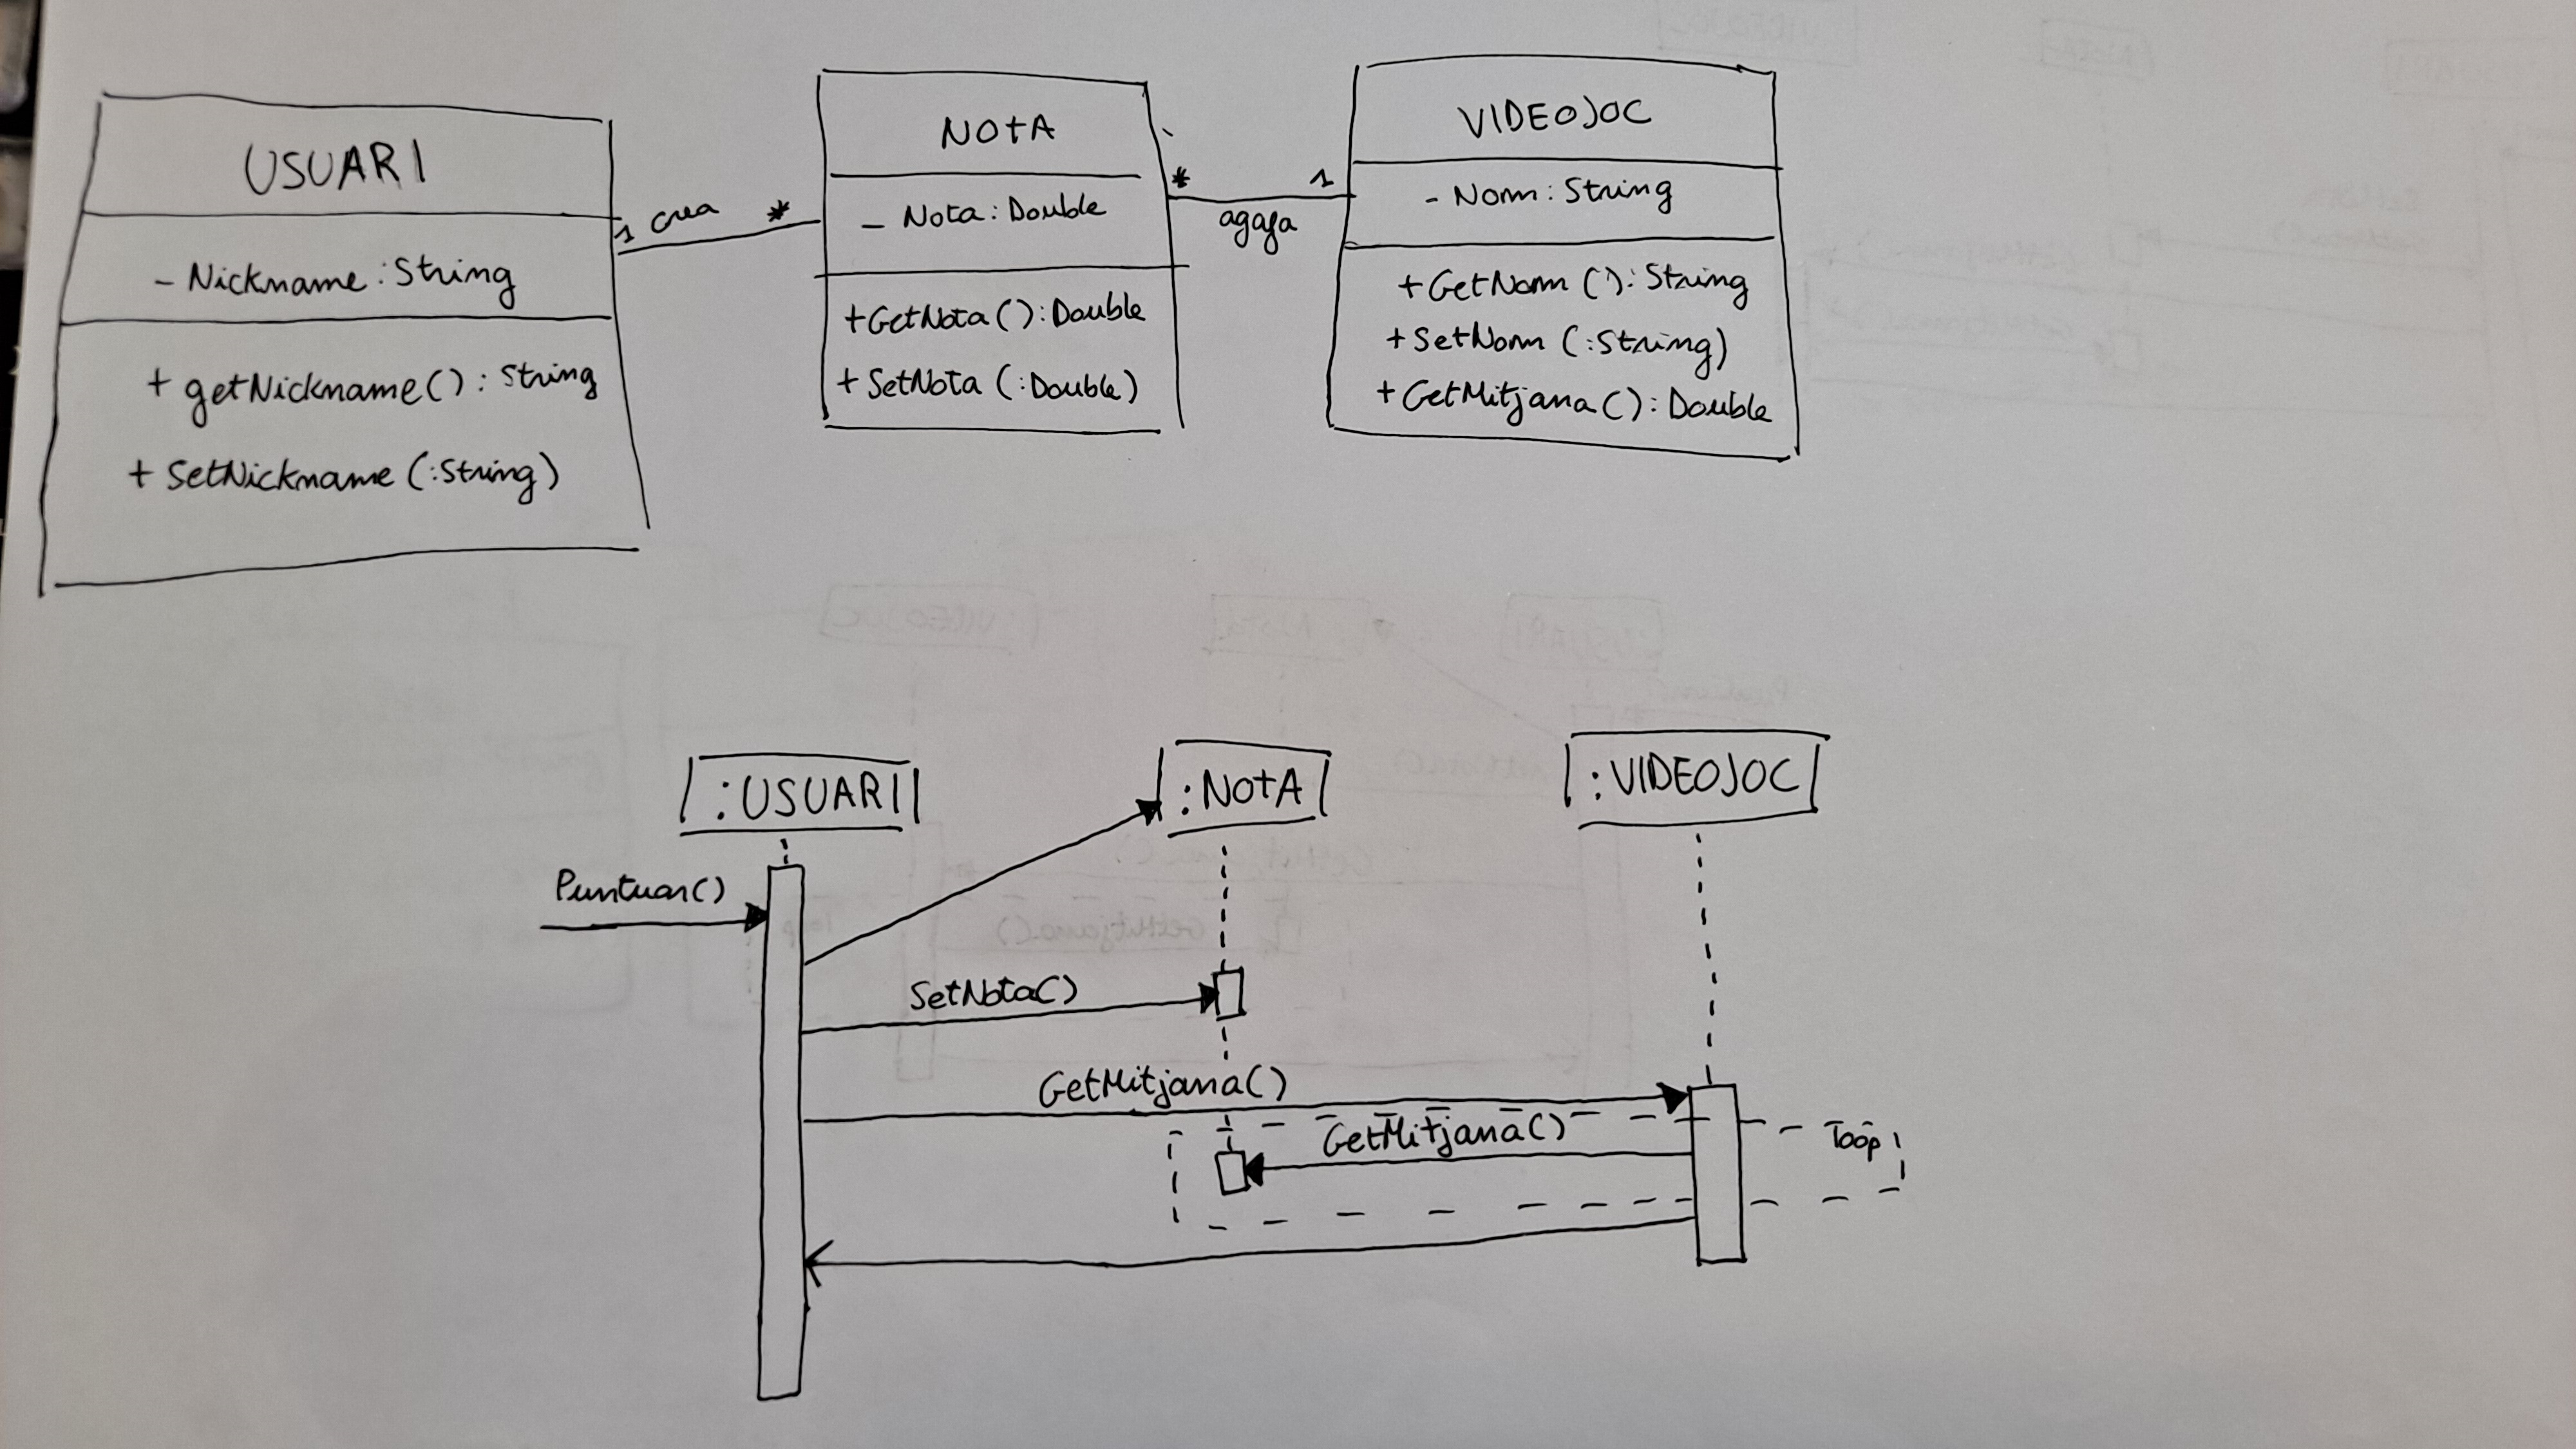 USUARI
- Nickname: String
+ getNickname(): String
+ SetNickname (:String)
1 crea *
NOtA
- Nota: Double
+GetNota(): Double
+ SetNota (:Double)
* 1
agafa
VIDEOJOC
- Nom: String
+GetNom (): String
+SetNom (:String)
+ GetMitjana(): Double
:USUARI
:NOtA
:VIDEOJOC
Puntuar()
SetNota()
GetMitjana()
GetMitjana()
loop